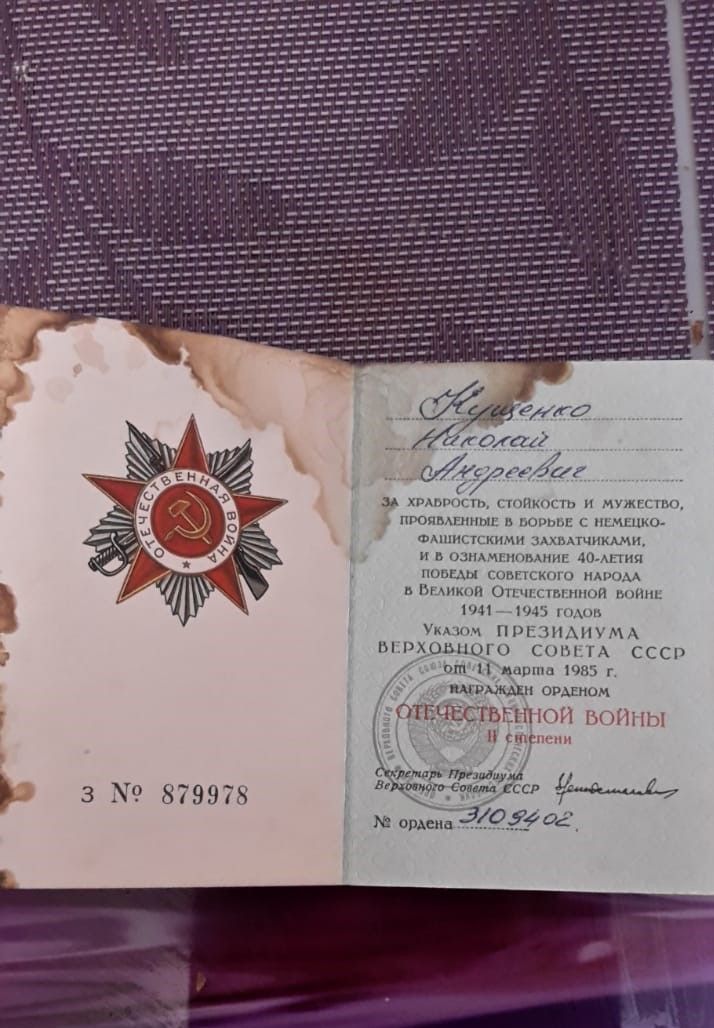 ОТЕЧЕСТВЕННАЯ ВОЙНА
З № 879978
Кущенко
Николай
Андреевич
ЗА ХРАБРОСТЬ, СТОЙКОСТЬ И МУЖЕСТВО,
ПРОЯВЛЕННЫЕ В БОРЬБЕ С НЕМЕЦКО-
ФАШИСТСКИМИ ЗАХВАТЧИКАМИ,
И В ОЗНАМЕНОВАНИЕ 40-ЛЕТИЯ
ПОБЕДЫ СОВЕТСКОГО НАРОДА
В ВЕЛИКОЙ ОТЕЧЕСТВЕННОЙ ВОЙНЕ
1941—1945 ГОДОВ
УКАЗОМ ПРЕЗИДИУМА
ВЕРХОВНОГО СОВЕТА СССР
от 11 марта 1985 г.
НАГРАЖДЕН ОРДЕНОМ
ОТЕЧЕСТВЕННОЙ ВОЙНЫ
II степени
Секретарь Президиума
Верховного Совета СССР
№ ордена 3109402.